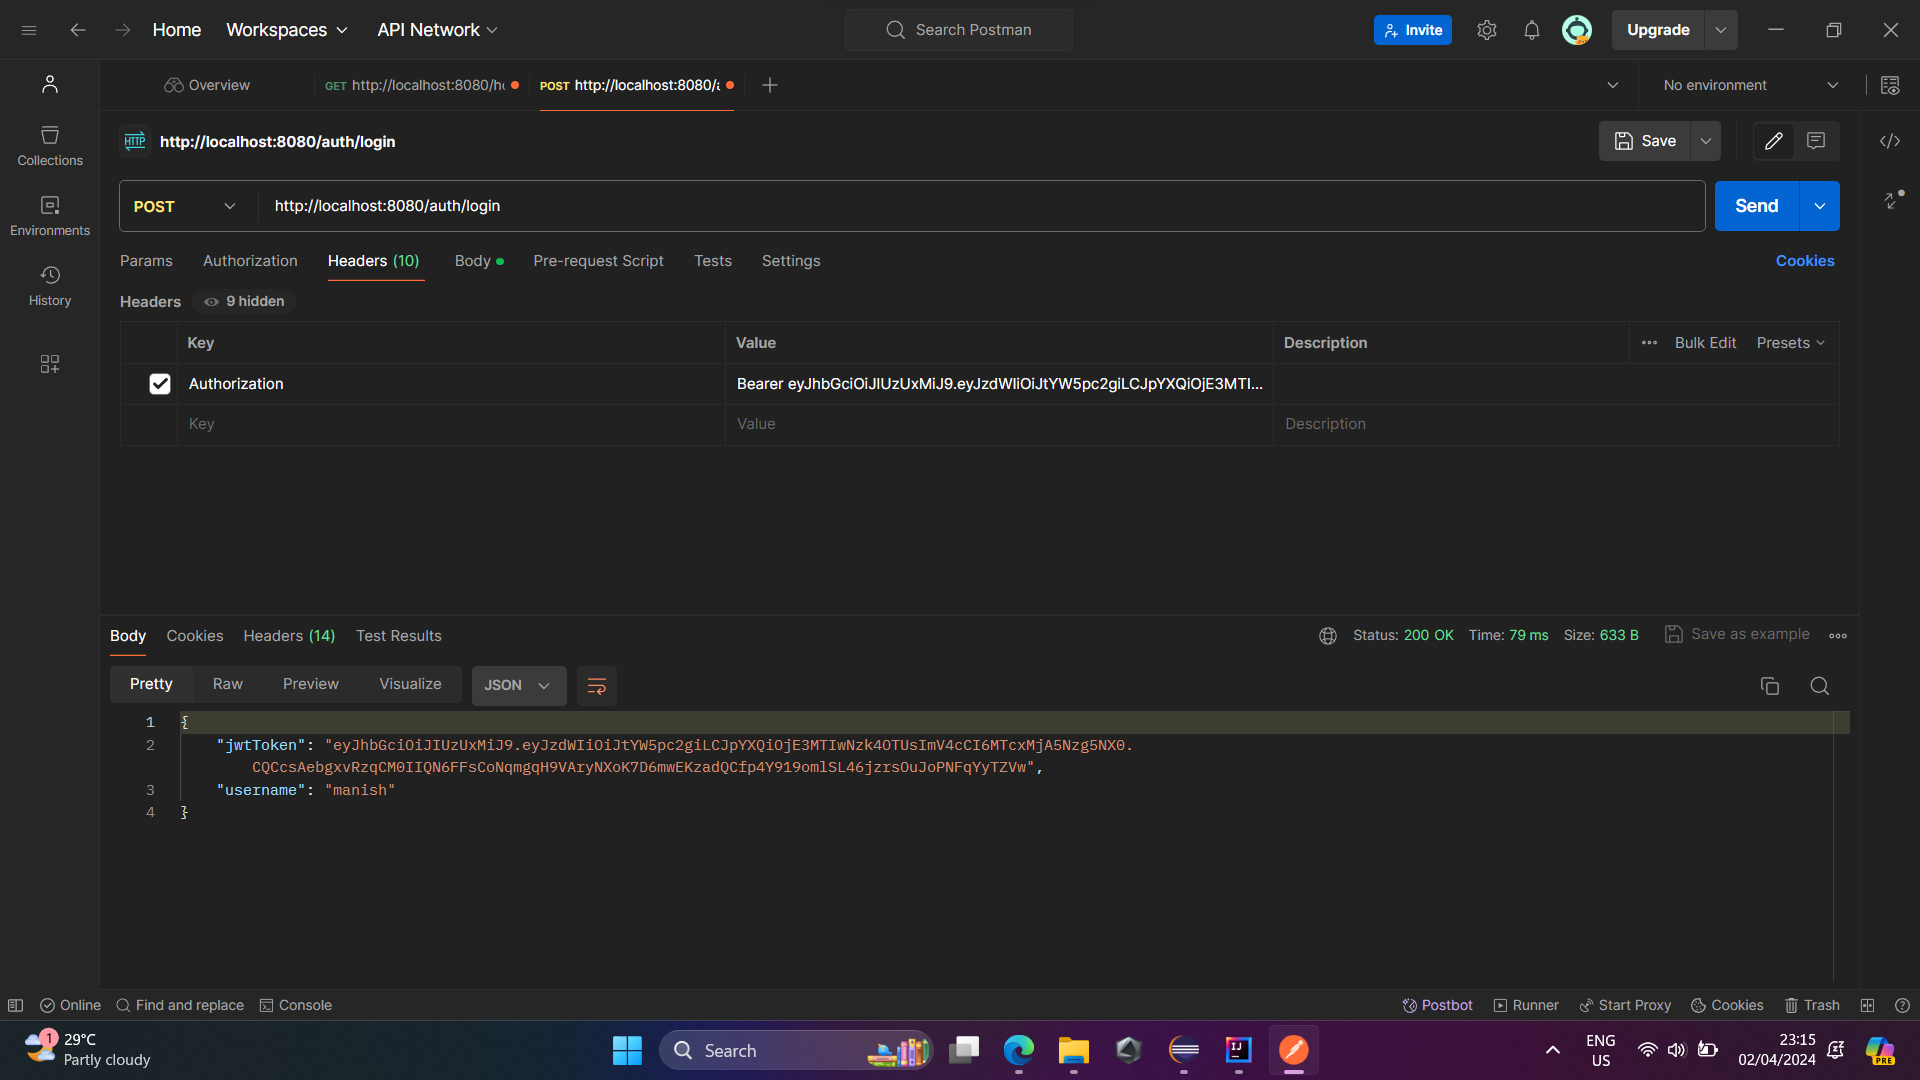 Home
Workspaces
API Network
Search Postman
Invite
Upgrade
Overview
GET http://localhost:8080/h
POST http://localhost:8080/
No environment
HTTP http://localhost:8080/auth/login
Save
Collections
Environments
History
POST
http://localhost:8080/auth/login
Send
Params
Authorization
Headers (10)
Body
Pre-request Script
Tests
Settings
Cookies
Headers
9 hidden
Key
Value
Description
Bulk Edit
Presets
Authorization
Bearer eyJhbGciOiJIUzUxMiJ9.eyJzdWIiOiJtYW5pc2giLCJpYXQiOjE3MTI...
Key
Value
Description
Body
Cookies
Headers (14)
Test Results
Status: 200 OK
Time: 79 ms
Size: 633 B
Save as example
Pretty
Raw
Preview
Visualize
JSON
1 {
2 "jwtToken": "eyJhbGciOiJIUzUxMiJ9.eyJzdWIiOiJtYW5pc2giLCJpYXQiOjE3MTIwNzk4OTUsImV4cCI6MTcxMjA5Nzg5NX0.
CQCcsAebgxvRzqCM0IIQN6FFsCoNqmgqH9VAryNXoK7D6mwEKzadQCfp4Y919omlSL46jzrsOuJoPNFqYyTZVw",
3 "username": "manish"
4 }
Online
Find and replace
Console
Postbot
Runner
Start Proxy
Cookies
Trash
1
29°C
Partly cloudy
Search
IJ
ENG
US
23:15
02/04/2024
PRE